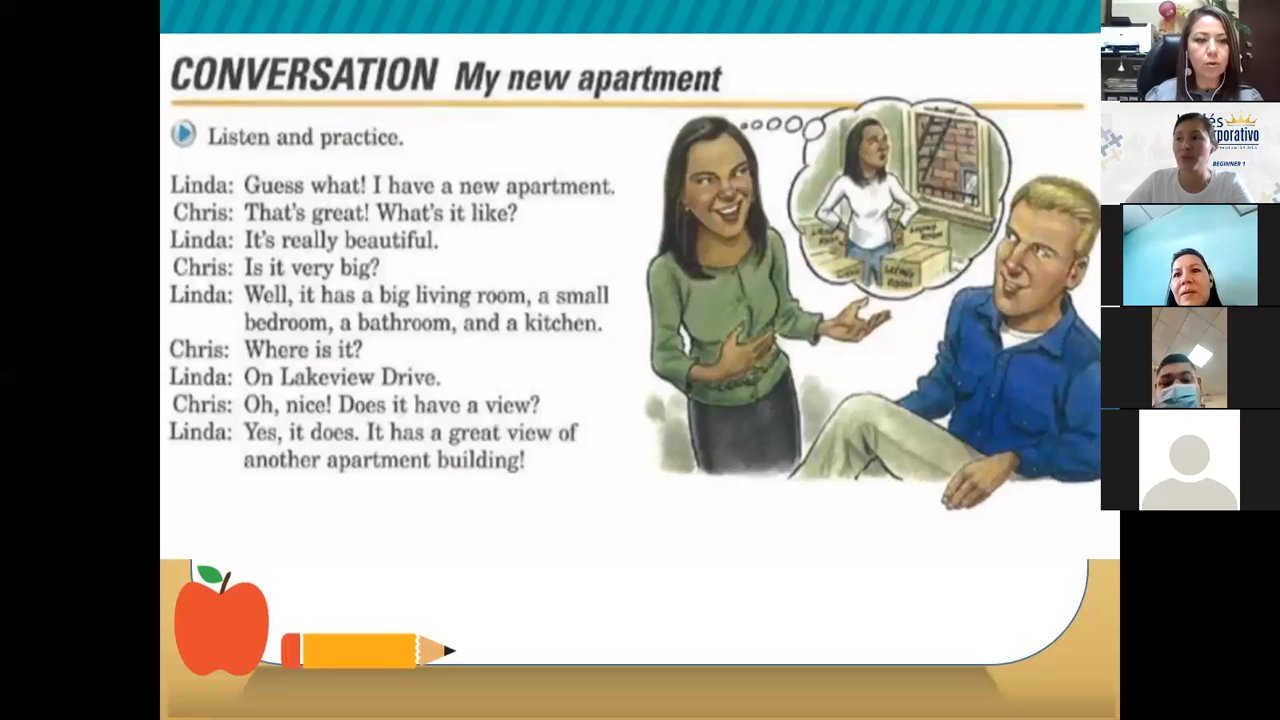 CONVERSATION My new apartment
Listen and practice.
Linda: Guess what! I have a new apartment.
Chris: That's great! What's it like?
Linda: It's really beautiful.
Chris: Is it very big?
Linda: Well, it has a big living room, a small
bedroom, a bathroom, and a kitchen.
Chris: Where is it?
Linda: On Lakeview Drive.
Chris: Oh, nice! Does it have a view?
Linda: Yes, it does. It has a great view of
another apartment building!
LIVING
ROOM
BEGINNER 1